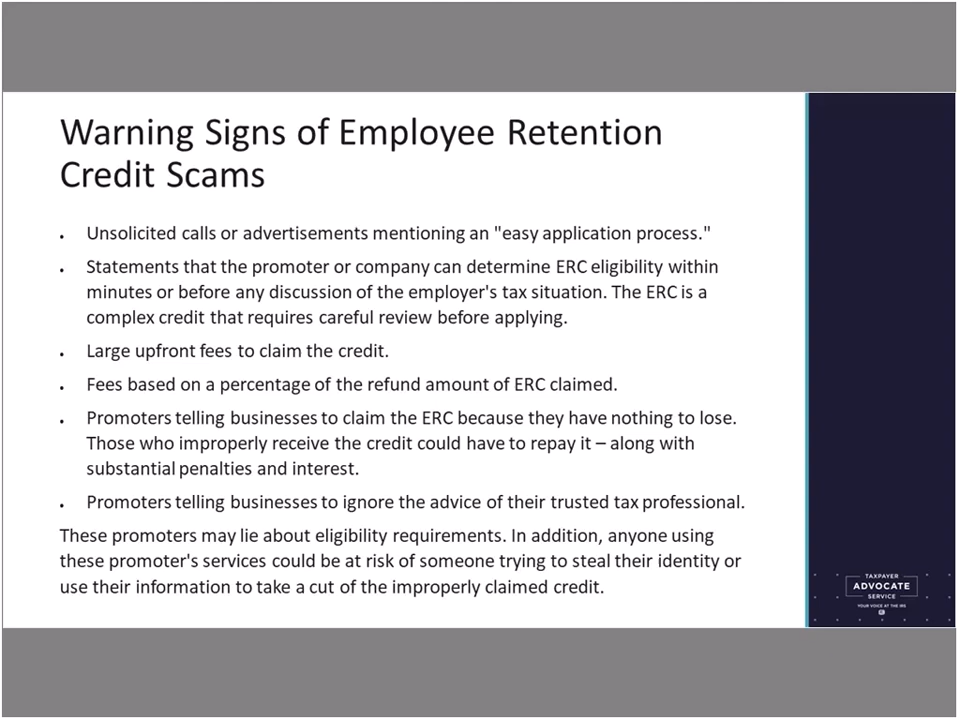 Warning Signs of Employee Retention
Credit Scams
• Unsolicited calls or advertisements mentioning an "easy application process."
• Statements that the promoter or company can determine ERC eligibility within
minutes or before any discussion of the employer's tax situation. The ERC is a
complex credit that requires careful review before applying.
• Large upfront fees to claim the credit.
• Fees based on a percentage of the refund amount of ERC claimed.
• Promoters telling businesses to claim the ERC because they have nothing to lose.
Those who improperly receive the credit could have to repay it – along with
substantial penalties and interest.
• Promoters telling businesses to ignore the advice of their trusted tax professional.
These promoters may lie about eligibility requirements. In addition, anyone using
these promoter's services could be at risk of someone trying to steal their identity or
use their information to take a cut of the improperly claimed credit.
TAXPAYER
ADVOCATE
SERVICE
YOUR VOICE AT THE IRS